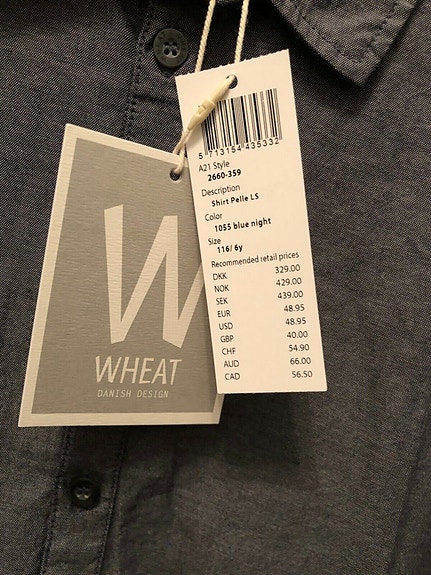 5 713154 435332
A21 Style
2660-359
Description
Shirt Pelle LS
Color
1055 blue night
Size
116/ 6y
Recommended retail prices
DKK 329.00
NOK 429.00
SEK 439.00
EUR 48.95
USD 48.95
GBP 40.00
CHF 54.90
AUD 66.00
CAD 56.50
W
WHEAT
DANISH DESIGN